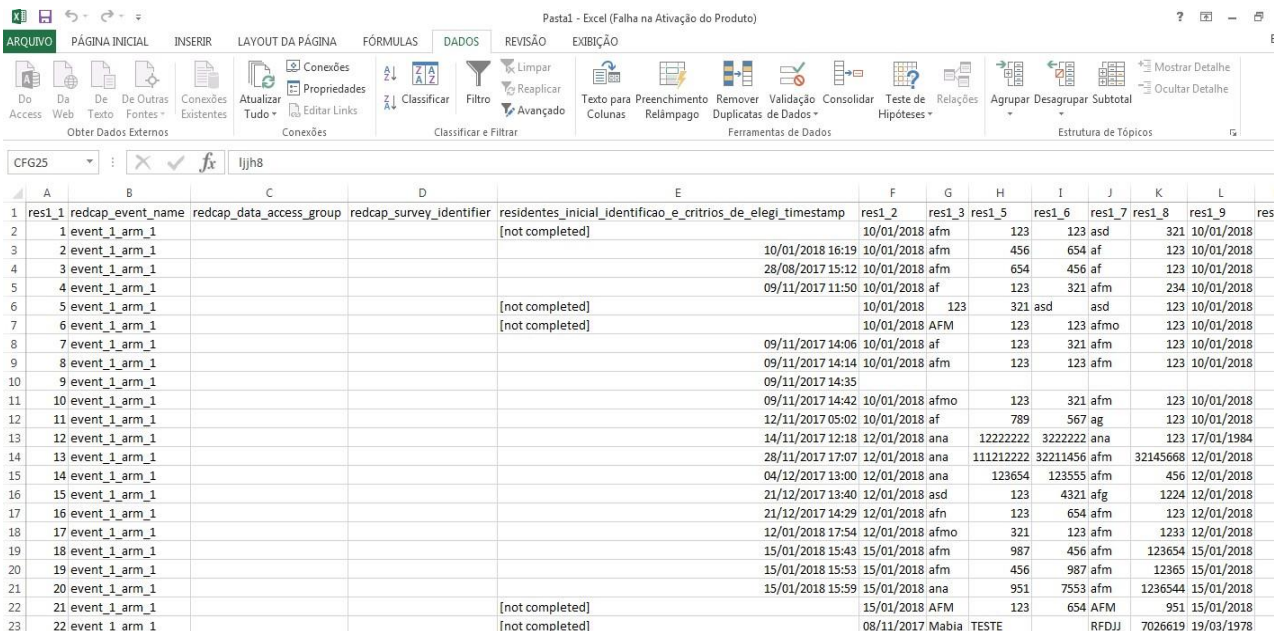 Pasta1 - Excel (Falha na Ativação do Produto)
ARQUIVO PÁGINA INICIAL INSERIR LAYOUT DA PÁGINA FÓRMULAS DADOS REVISÃO EXIBIÇÃO
Do Access Da Web De Texto De Outras Fontes Conexões Existentes
Obter Dados Externos
Atualizar Tudo Conexões Propriedades Editar Links
Conexões
Classificar Filtro Limpar Reaplicar Avançado
Classificar e Filtrar
Texto para Colunas Preenchimento Relâmpago Remover Duplicatas Validação de Dados Consolidar Teste de Hipóteses Relações
Ferramentas de Dados
Agrupar Desagrupar Subtotal Mostrar Detalhe Ocultar Detalhe
Estrutura de Tópicos
CFG25 fx ljjh8
A B C D E F G H I J K L
1 res1_1 redcap_event_name redcap_data_access_group redcap_survey_identifier residentes_inicial_identificao_e_critrios_de_elegi_timestamp res1_2 res1_3 res1_5 res1_6 res1_7 res1_8 res1_9 res
2 1 event_1_arm_1 [not completed] 10/01/2018 afm 123 123 asd 321 10/01/2018
3 2 event_1_arm_1 10/01/2018 16:19 10/01/2018 afm 456 654 af 123 10/01/2018
4 3 event_1_arm_1 28/08/2017 15:12 10/01/2018 afm 654 456 af 123 10/01/2018
5 4 event_1_arm_1 09/11/2017 11:50 10/01/2018 af 123 321 afm 234 10/01/2018
6 5 event_1_arm_1 [not completed] 10/01/2018 123 321 asd asd 123 10/01/2018
7 6 event_1_arm_1 [not completed] 10/01/2018 AFM 123 123 afmo 123 10/01/2018
8 7 event_1_arm_1 09/11/2017 14:06 10/01/2018 af 123 321 afm 123 10/01/2018
9 8 event_1_arm_1 09/11/2017 14:14 10/01/2018 afm 123 123 afm 123 10/01/2018
10 9 event_1_arm_1 09/11/2017 14:35
11 10 event_1_arm_1 09/11/2017 14:42 10/01/2018 afmo 123 321 afm 123 10/01/2018
12 11 event_1_arm_1 12/11/2017 05:02 10/01/2018 af 789 567 ag 123 10/01/2018
13 12 event_1_arm_1 14/11/2017 12:18 12/01/2018 ana 12222222 3222222 ana 123 17/01/1984
14 13 event_1_arm_1 28/11/2017 17:07 12/01/2018 ana 111212222 32211456 afm 32145668 12/01/2018
15 14 event_1_arm_1 04/12/2017 13:00 12/01/2018 ana 123654 123555 afm 456 12/01/2018
16 15 event_1_arm_1 21/12/2017 13:40 12/01/2018 asd 123 4321 afg 1224 12/01/2018
17 16 event_1_arm_1 21/12/2017 14:29 12/01/2018 afn 123 654 afm 123 12/01/2018
18 17 event_1_arm_1 12/01/2018 17:54 12/01/2018 afmo 321 123 afm 1233 12/01/2018
19 18 event_1_arm_1 15/01/2018 15:43 15/01/2018 afm 987 456 afm 123654 15/01/2018
20 19 event_1_arm_1 15/01/2018 15:53 15/01/2018 afm 456 987 afm 12365 15/01/2018
21 20 event_1_arm_1 15/01/2018 15:59 15/01/2018 ana 951 7553 afm 1236544 15/01/2018
22 21 event_1_arm_1 [not completed] 15/01/2018 AFM 123 654 AFM 951 15/01/2018
23 22 event_1_arm_1 [not completed] 08/11/2017 Mabia TESTE RFDJJ 7026619 19/03/1978